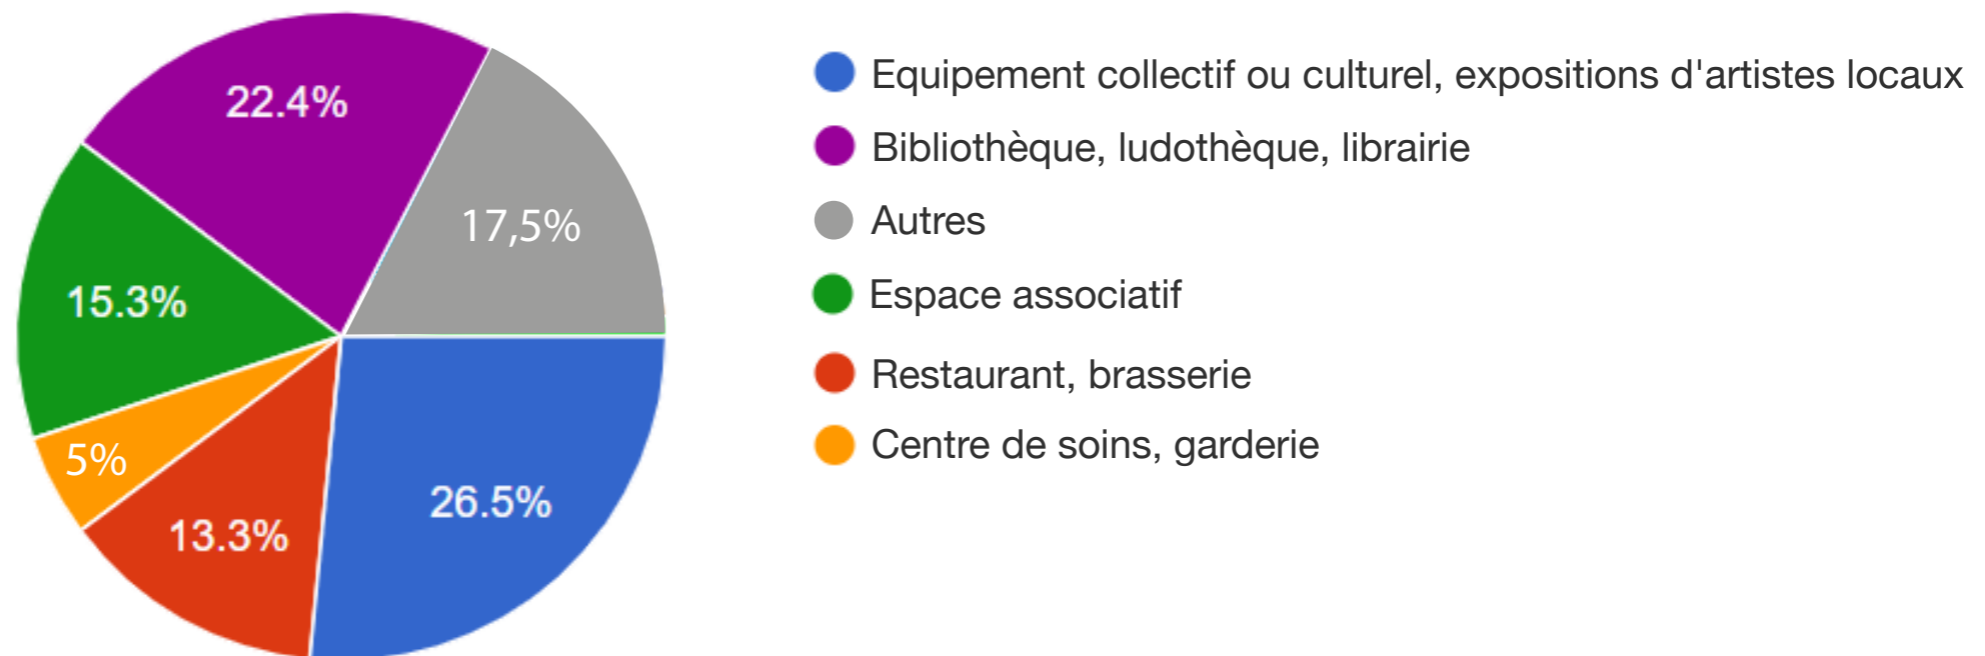 22.4%
17,5%
15.3%
5%
13.3%
26.5%
Equipement collectif ou culturel, expositions d'artistes locaux
Bibliothèque, ludothèque, librairie
Autres
Espace associatif
Restaurant, brasserie
Centre de soins, garderie